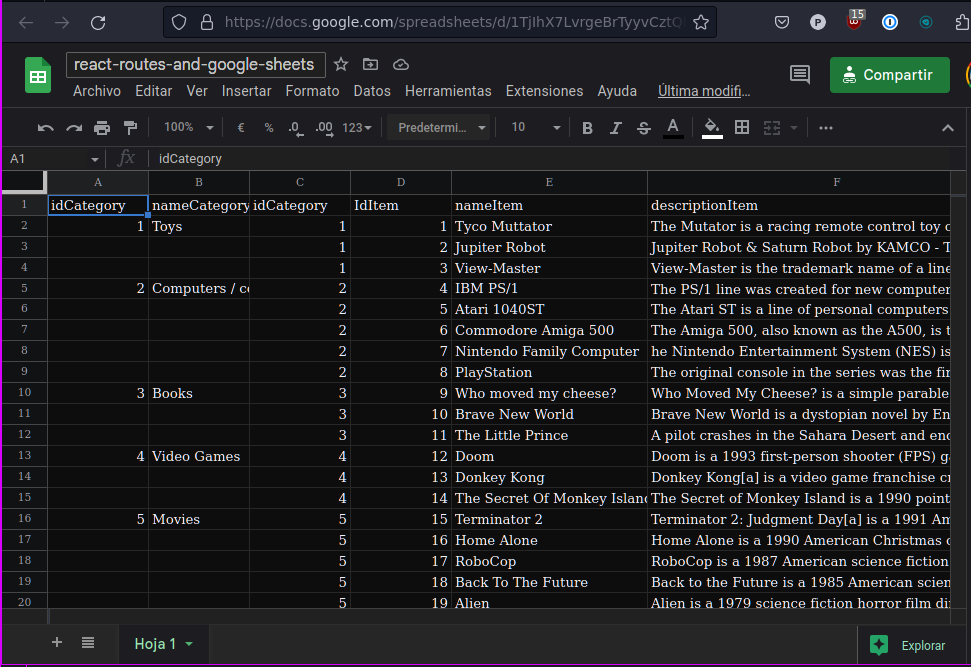 https://docs.google.com/spreadsheets/d/1TjIhX7LvrgeBrTyyvCztQ
15
react-routes-and-google-sheets
Archivo Editar Ver Insertar Formato Datos Herramientas Extensiones Ayuda Última modifi...
Compartir
100% € % .0 .00 123 Predetermi... 10 B I S A
A1 fx idCategory
A B C D E F
1 idCategory nameCategory idCategory IdItem nameItem descriptionItem
2 1 Toys 1 1 Tyco Muttator The Mutator is a racing remote control toy
3 1 2 Jupiter Robot Jupiter Robot & Saturn Robot by KAMCO -
4 1 3 View-Master View-Master is the trademark name of a line
5 2 Computers / 2 4 IBM PS/1 The PS/1 line was created for new computer
6 2 5 Atari 1040ST The Atari ST is a line of personal computers
7 2 6 Commodore Amiga 500 The Amiga 500, also known as the A500, is
8 2 7 Nintendo Family Computer he Nintendo Entertainment System (NES) is
9 2 8 PlayStation The original console in the series was the
10 3 Books 3 9 Who moved my cheese? Who Moved My Cheese? is a simple parable
11 3 10 Brave New World Brave New World is a dystopian novel by
12 3 11 The Little Prince A pilot crashes in the Sahara Desert and
13 4 Video Games 4 12 Doom Doom is a 1993 first-person shooter (FPS)
14 4 13 Donkey Kong Donkey Kong[a] is a video game franchise
15 4 14 The Secret Of Monkey Island The Secret of Monkey Island is a 1990 point
16 5 Movies 5 15 Terminator 2 Terminator 2: Judgment Day[a] is a 1991
17 5 16 Home Alone Home Alone is a 1990 American Christmas
18 5 17 RoboCop RoboCop is a 1987 American science fiction
19 5 18 Back To The Future Back to the Future is a 1985 American
20 5 19 Alien Alien is a 1979 science fiction horror film
Hoja 1
Explorar